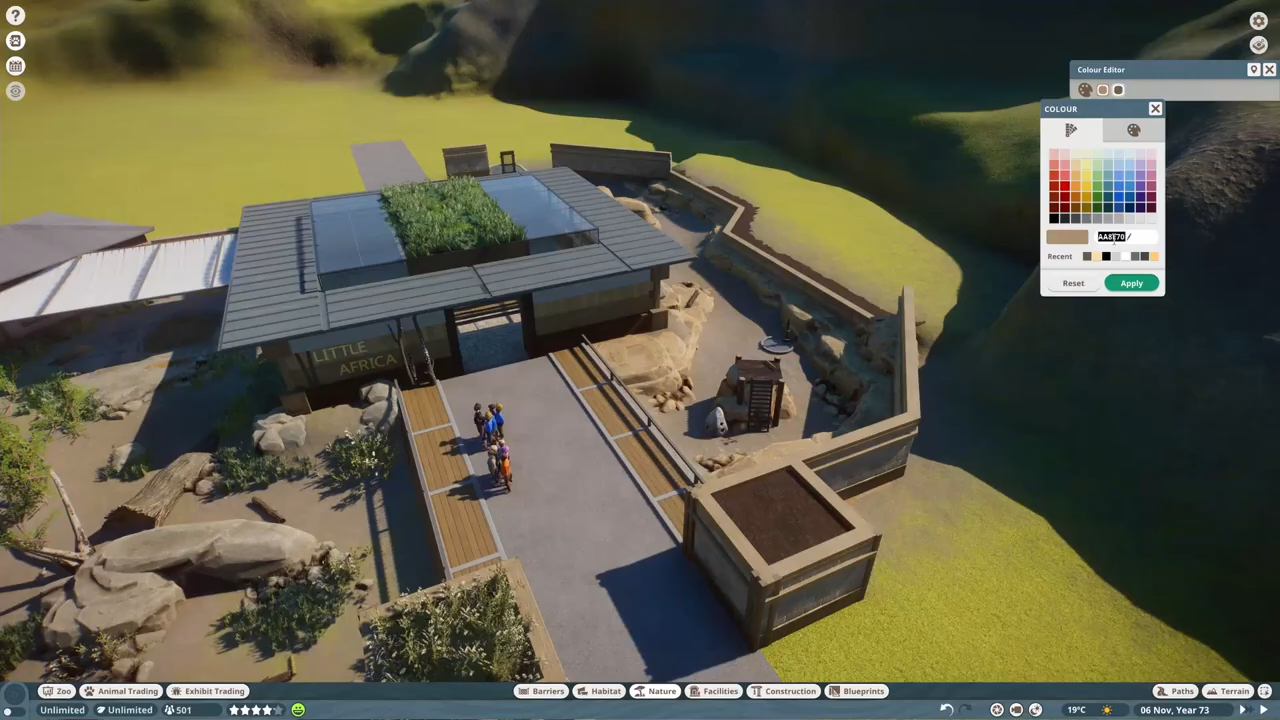 Colour Editor
COLOUR
Recent
Reset
Apply
LITTLE
AFRICA
Zoo
Animal Trading
Exhibit Trading
Barriers
Habitat
Nature
Facilities
Construction
Blueprints
Paths
Terrain
Unlimited
Unlimited
501
19°C
06 Nov, Year 73